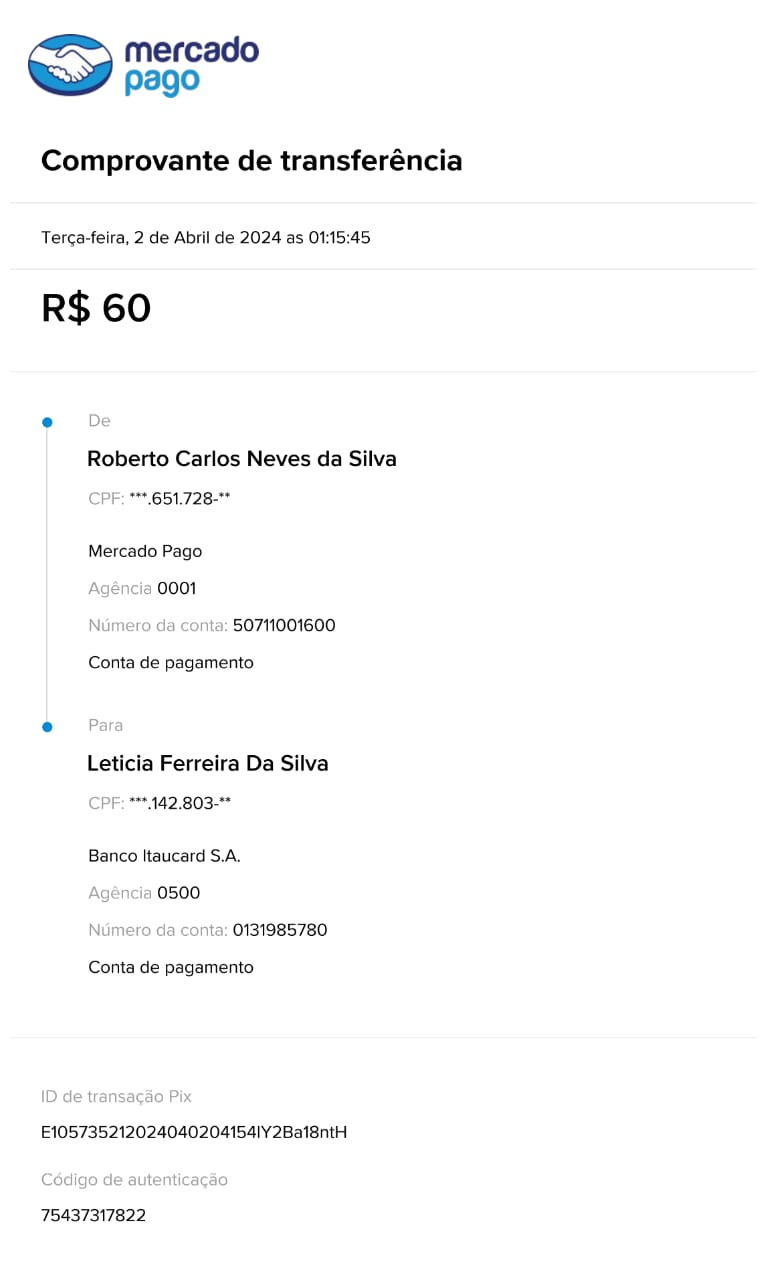 mercado
pago
Comprovante de transferência
Terça-feira, 2 de Abril de 2024 as 01:15:45
R$ 60
De
Roberto Carlos Neves da Silva
CPF: ***.651.728-**
Mercado Pago
Agência 0001
Número da conta: 50711001600
Conta de pagamento
Para
Leticia Ferreira Da Silva
CPF: ***.142.803-**
Banco Itaucard S.A.
Agência 0500
Número da conta: 0131985780
Conta de pagamento
ID de transação Pix
E105735212024040204154IY2Ba18ntH
Código de autenticação
75437317822